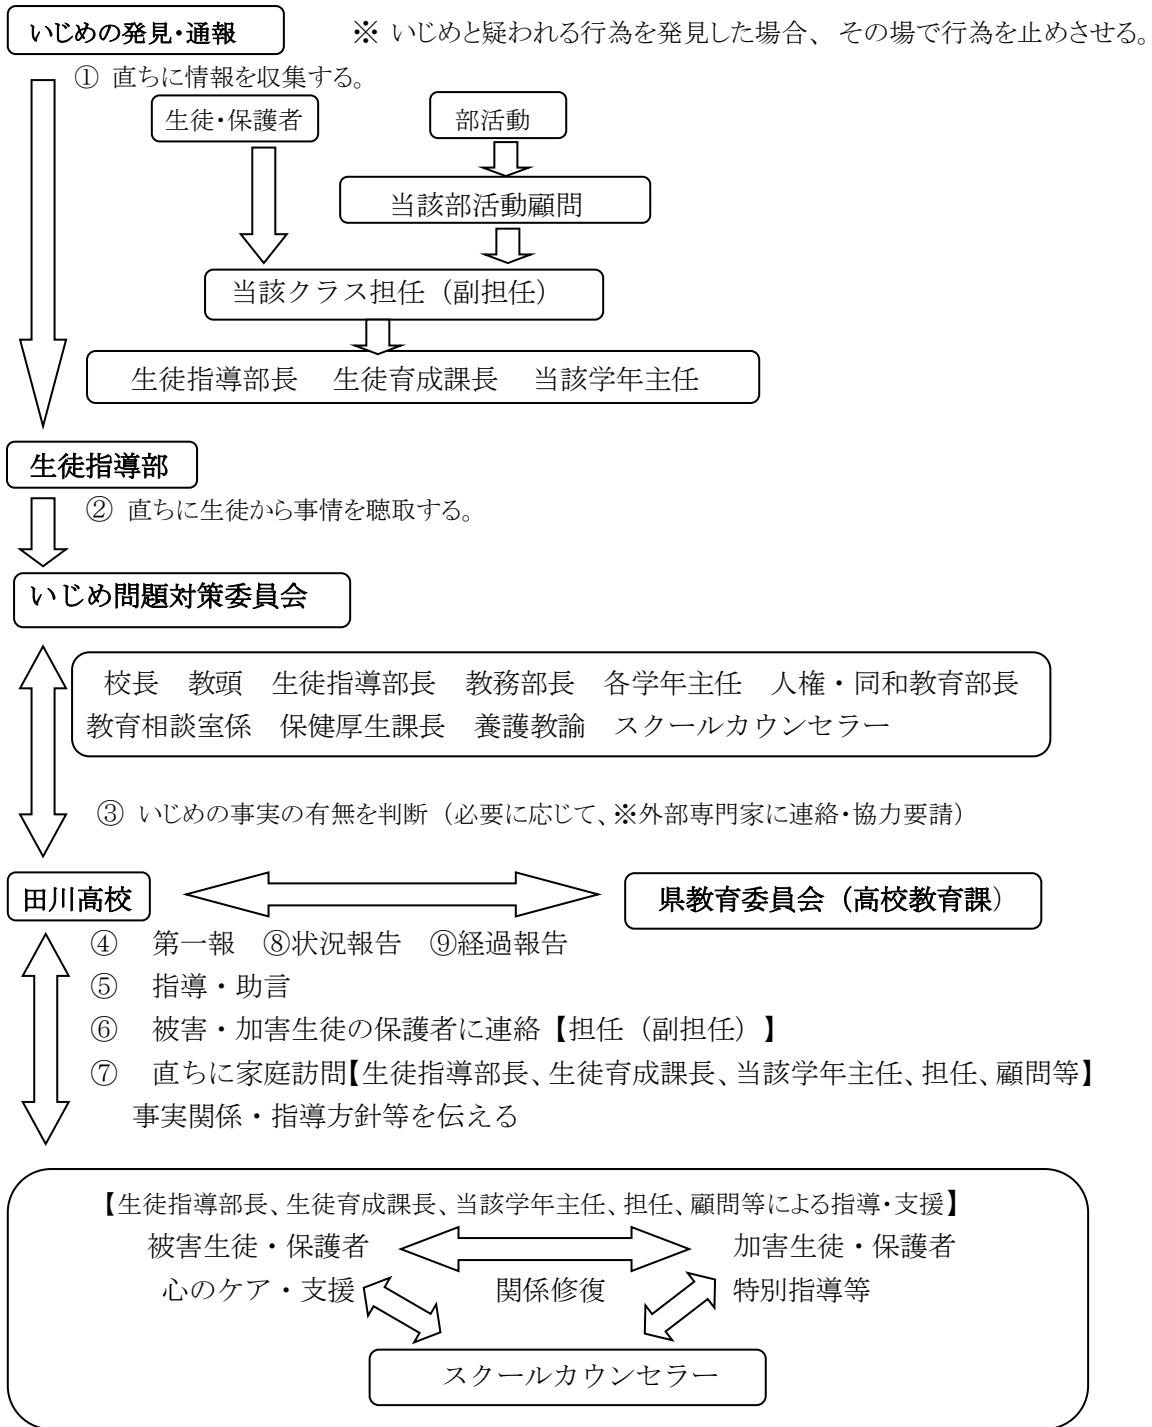 いじめの発見・通報　※ いじめと疑われる行為を発見した場合、その場で行為を止めさせる。
① 直ちに情報を収集する。
生徒・保護者　部活動
当該部活動顧問
当該クラス担任（副担任）
生徒指導部長　生徒育成課長　当該学年主任
生徒指導部
② 直ちに生徒から事情を聴取する。
いじめ問題対策委員会
校長　教頭　生徒指導部長　教務部長　各学年主任　人権・同和教育部長
教育相談室係　保健厚生課長　養護教諭　スクールカウンセラー
③ いじめの事実の有無を判断（必要に応じて、※外部専門家に連絡・協力要請）
田川高校　県教育委員会（高校教育課）
④　第一報　⑧状況報告　⑨経過報告
⑤　指導・助言
⑥　被害・加害生徒の保護者に連絡【担任（副担任）】
⑦　直ちに家庭訪問【生徒指導部長、生徒育成課長、当該学年主任、担任、顧問等】
事実関係・指導方針等を伝える
【生徒指導部長、生徒育成課長、当該学年主任、担任、顧問等による指導・支援】
被害生徒・保護者　加害生徒・保護者
心のケア・支援　関係修復　特別指導等
スクールカウンセラー